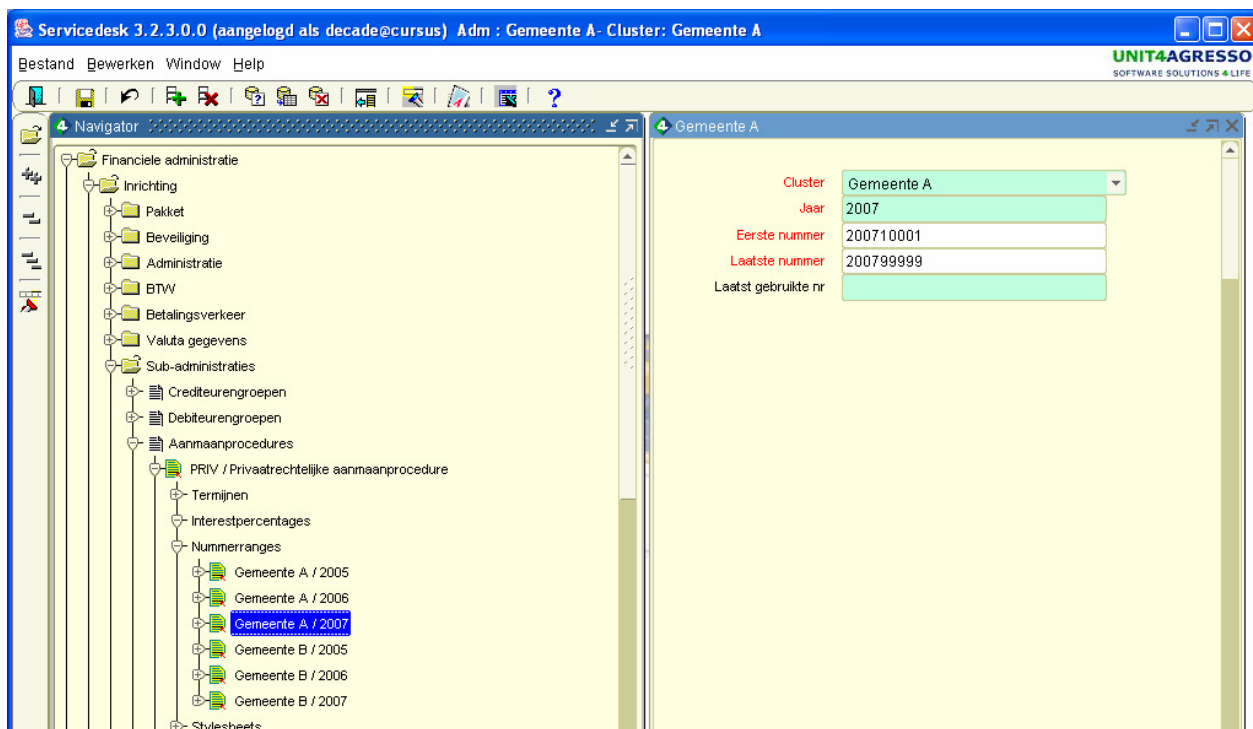 Servicedesk 3.2.3.0.0 (aangelogd als decade@cursus) Adm : Gemeente A- Cluster: Gemeente A
Bestand Bewerken Window Help
UNIT4AGRESSO
SOFTWARE SOLUTIONS 4 LIFE
4 Navigator
Financiele administratie
Inrichting
Pakket
Beveiliging
Administratie
BTW
Betalingsverkeer
Valuta gegevens
Sub-administraties
Crediteurengroepen
Debiteurengroepen
Aanmaanprocedures
PRIV / Privaatrechtelijke aanmaanprocedure
Termijnen
Interestpercentages
Nummerranges
Gemeente A / 2005
Gemeente A / 2006
Gemeente A / 2007
Gemeente B / 2005
Gemeente B / 2006
Gemeente B / 2007
Stylesheets
4 Gemeente A
Cluster Gemeente A
Jaar 2007
Eerste nummer 200710001
Laatste nummer 200799999
Laatst gebruikte nr